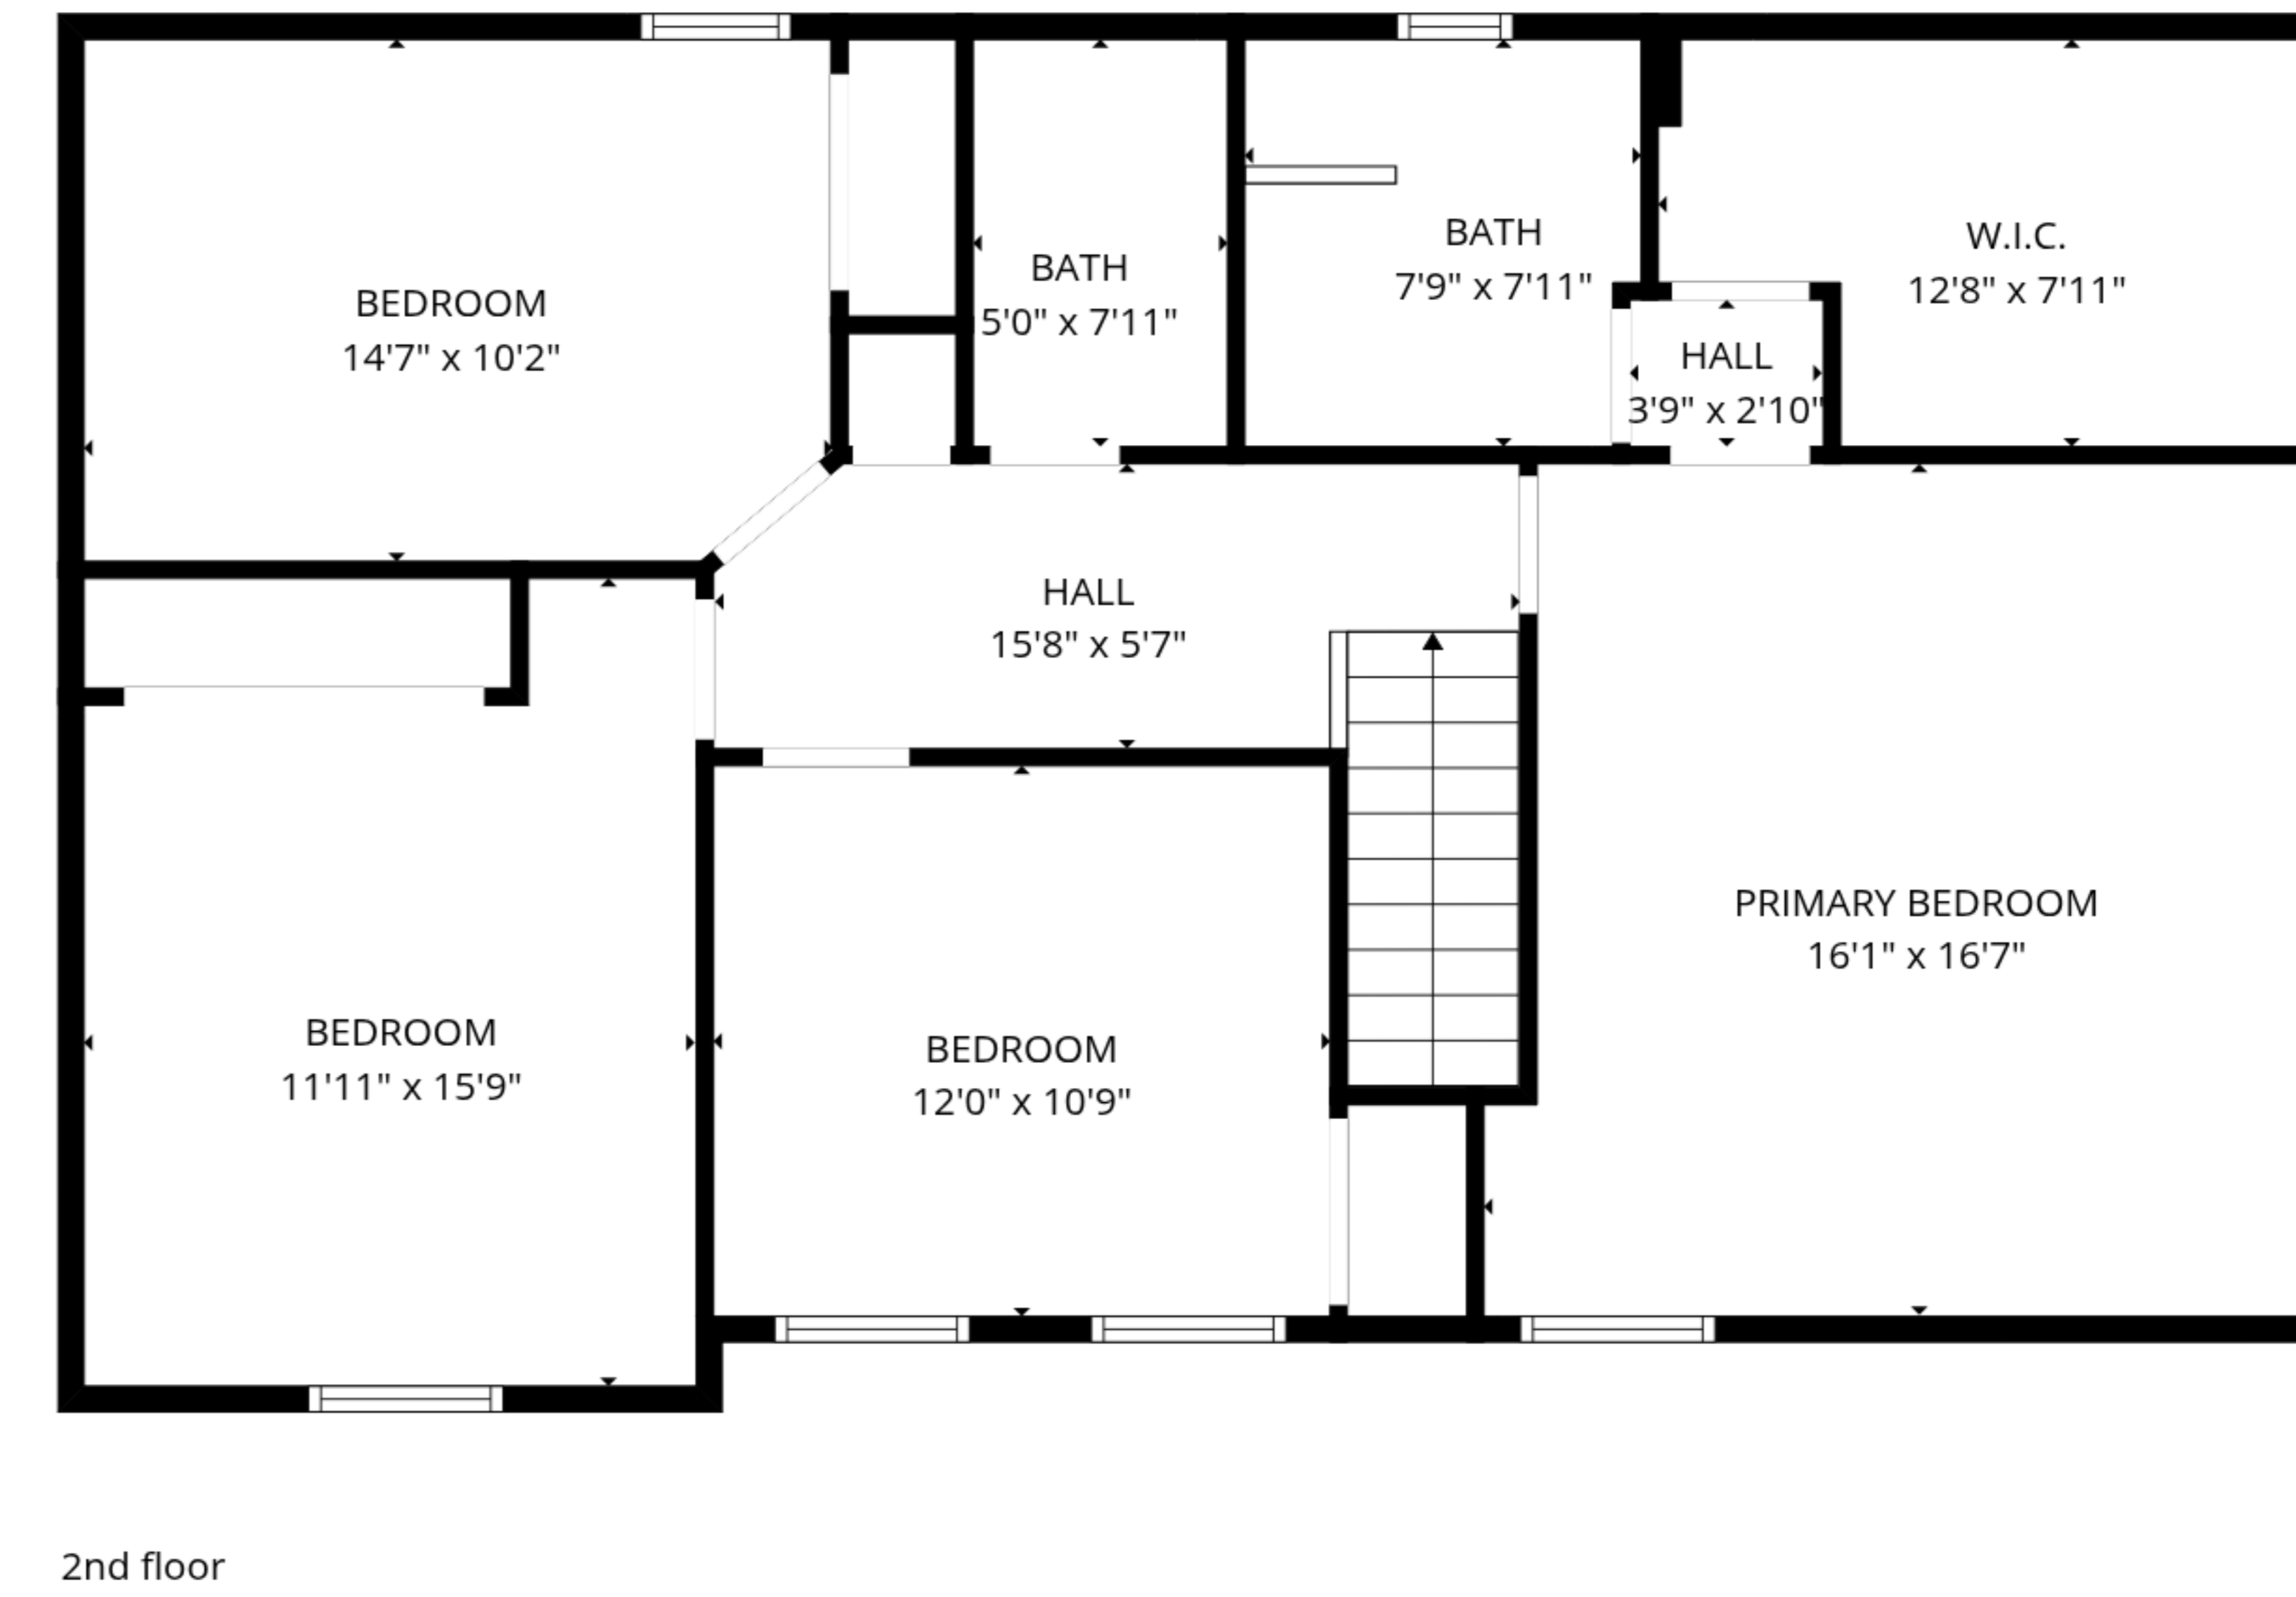 BEDROOM
14'7" x 10'2"
BATH
5'0" x 7'11"
BATH
7'9" x 7'11"
W.I.C.
12'8" x 7'11"
HALL
3'9" x 2'10"
HALL
15'8" x 5'7"
PRIMARY BEDROOM
16'1" x 16'7"
BEDROOM
11'11" x 15'9"
BEDROOM
12'0" x 10'9"
2nd floor